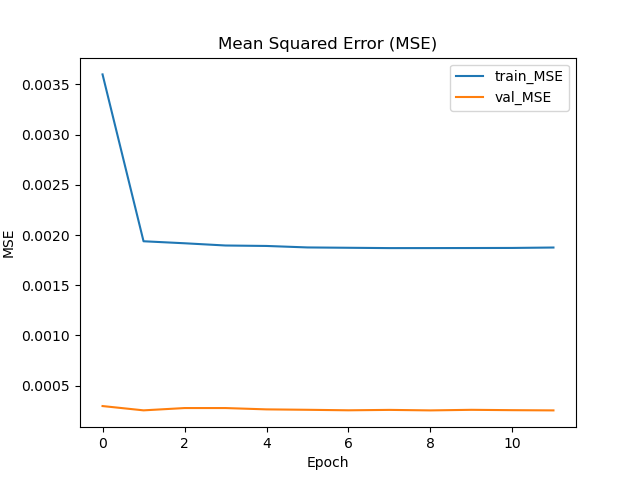 Mean Squared Error (MSE)
train_MSE
val_MSE
0.0035
0.0030
0.0025
0.0020
0.0015
0.0010
0.0005
MSE
0 2 4 6 8 10
Epoch